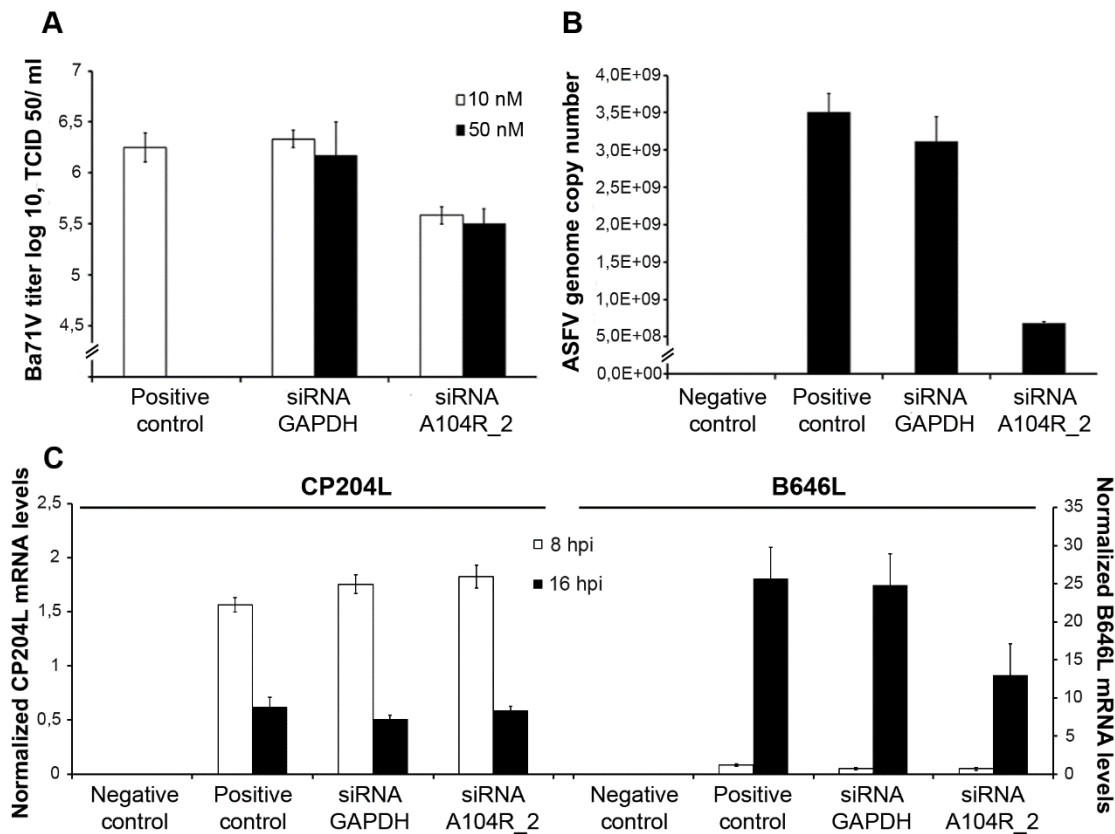 A
Ba71V titer log 10, TCID 50/ ml
7
6,5
6
5,5
5
4,5
10 nM
50 nM
Positive
control
siRNA
GAPDH
siRNA
A104R_2
B
ASFV genome copy number
4,0E+09
3,5E+09
3,0E+09
2,5E+09
2,0E+09
1,5E+09
1,0E+09
5,0E+08
0,0E+00
Negative
control
Positive
control
siRNA
GAPDH
siRNA
A104R_2
C
Normalized CP204L mRNA levels
2,5
2
1,5
1
0,5
0
CP204L
B646L
8 hpi
16 hpi
35
30
25
20
15
10
5
0
Normalized B646L mRNA levels
Negative
control
Positive
control
siRNA
GAPDH
siRNA
A104R_2
Negative
control
Positive
control
siRNA
GAPDH
siRNA
A104R_2